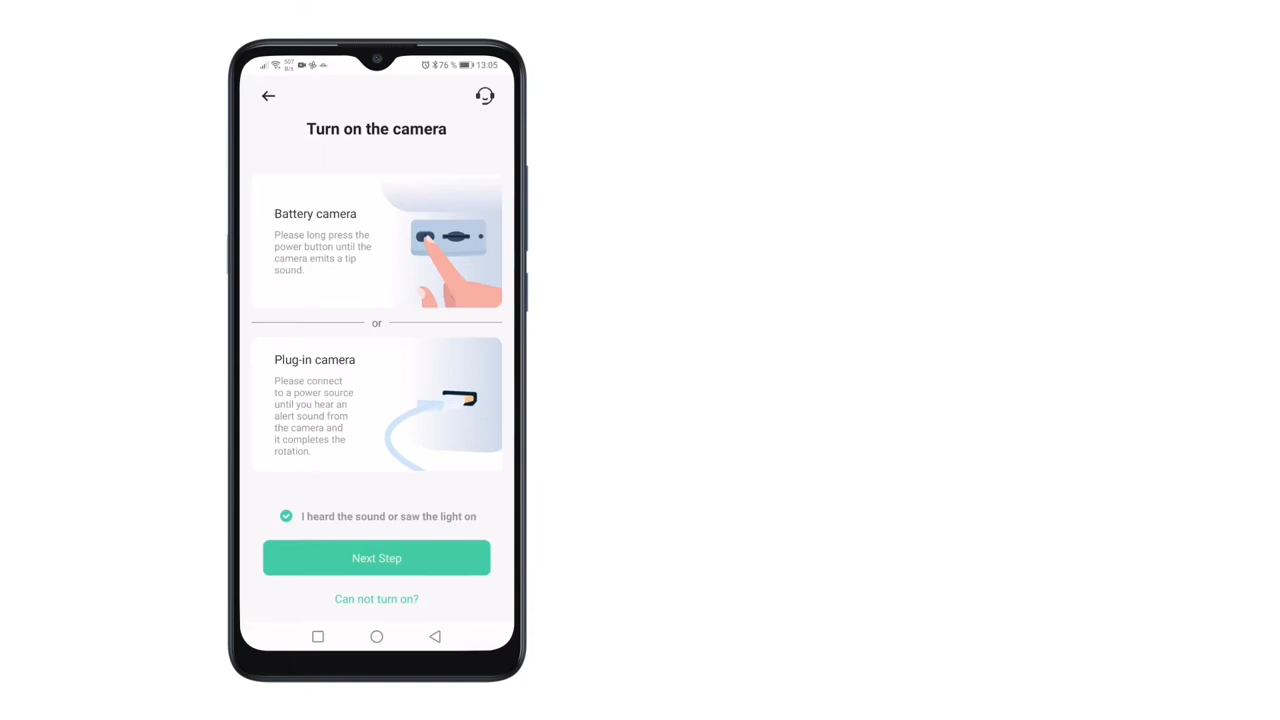 507
B/s
76 %
13:05
Turn on the camera
Battery camera
Please long press the
power button until the
camera emits a tip
sound.
or
Plug-in camera
Please connect
to a power source
until you hear an
alert sound from
the camera and
it completes the
rotation.
I heard the sound or saw the light on
Next Step
Can not turn on?